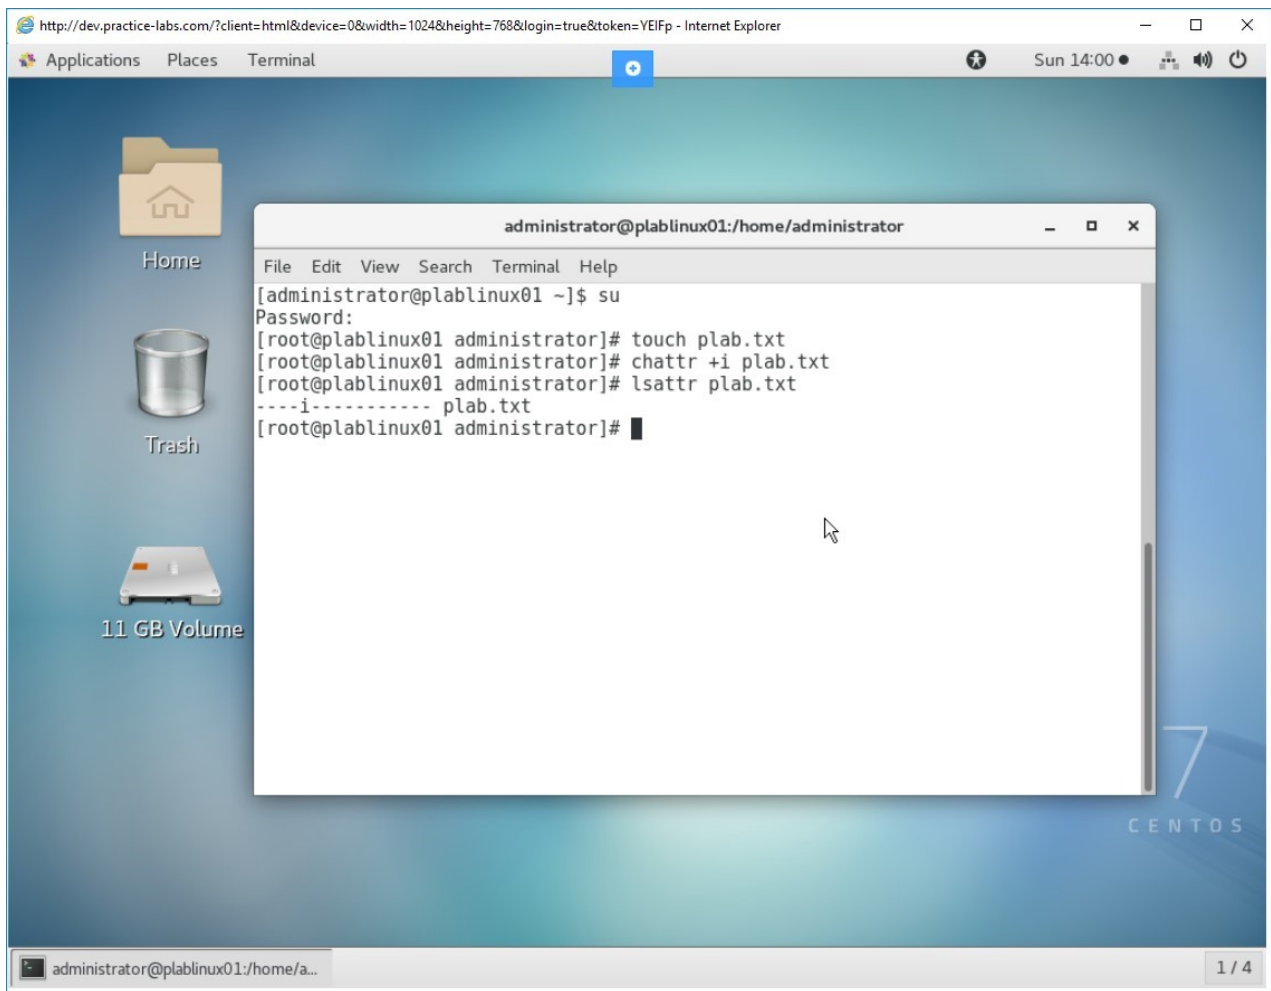 http://dev.practice-labs.com/?client=html&device=0&width=1024&height=768&login=true&token=YEIFp - Internet Explorer
Applications Places Terminal Sun 14:00
Home
Trash
11 GB Volume
administrator@plablinux01:/home/administrator
File Edit View Search Terminal Help
[administrator@plablinux01 ~]$ su
Password:
[root@plablinux01 administrator]# touch plab.txt
[root@plablinux01 administrator]# chattr +i plab.txt
[root@plablinux01 administrator]# lsattr plab.txt
----i----------- plab.txt
[root@plablinux01 administrator]#
7
CENTOS
administrator@plablinux01:/home/a...
1 / 4